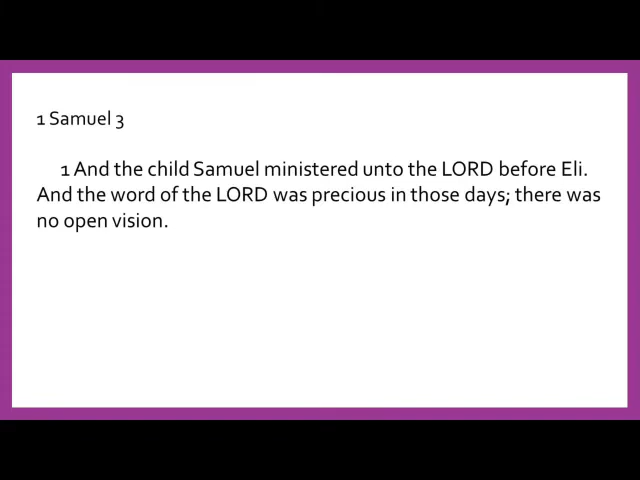 1 Samuel 3
1 And the child Samuel ministered unto the LORD before Eli.
And the word of the LORD was precious in those days; there was
no open vision.